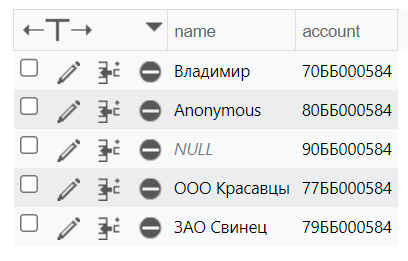 name account
Владимир 70ББ000584
Anonymous 80ББ000584
NULL 90ББ000584
ООО Красавцы 77ББ000584
ЗАО Свинец 79ББ000584